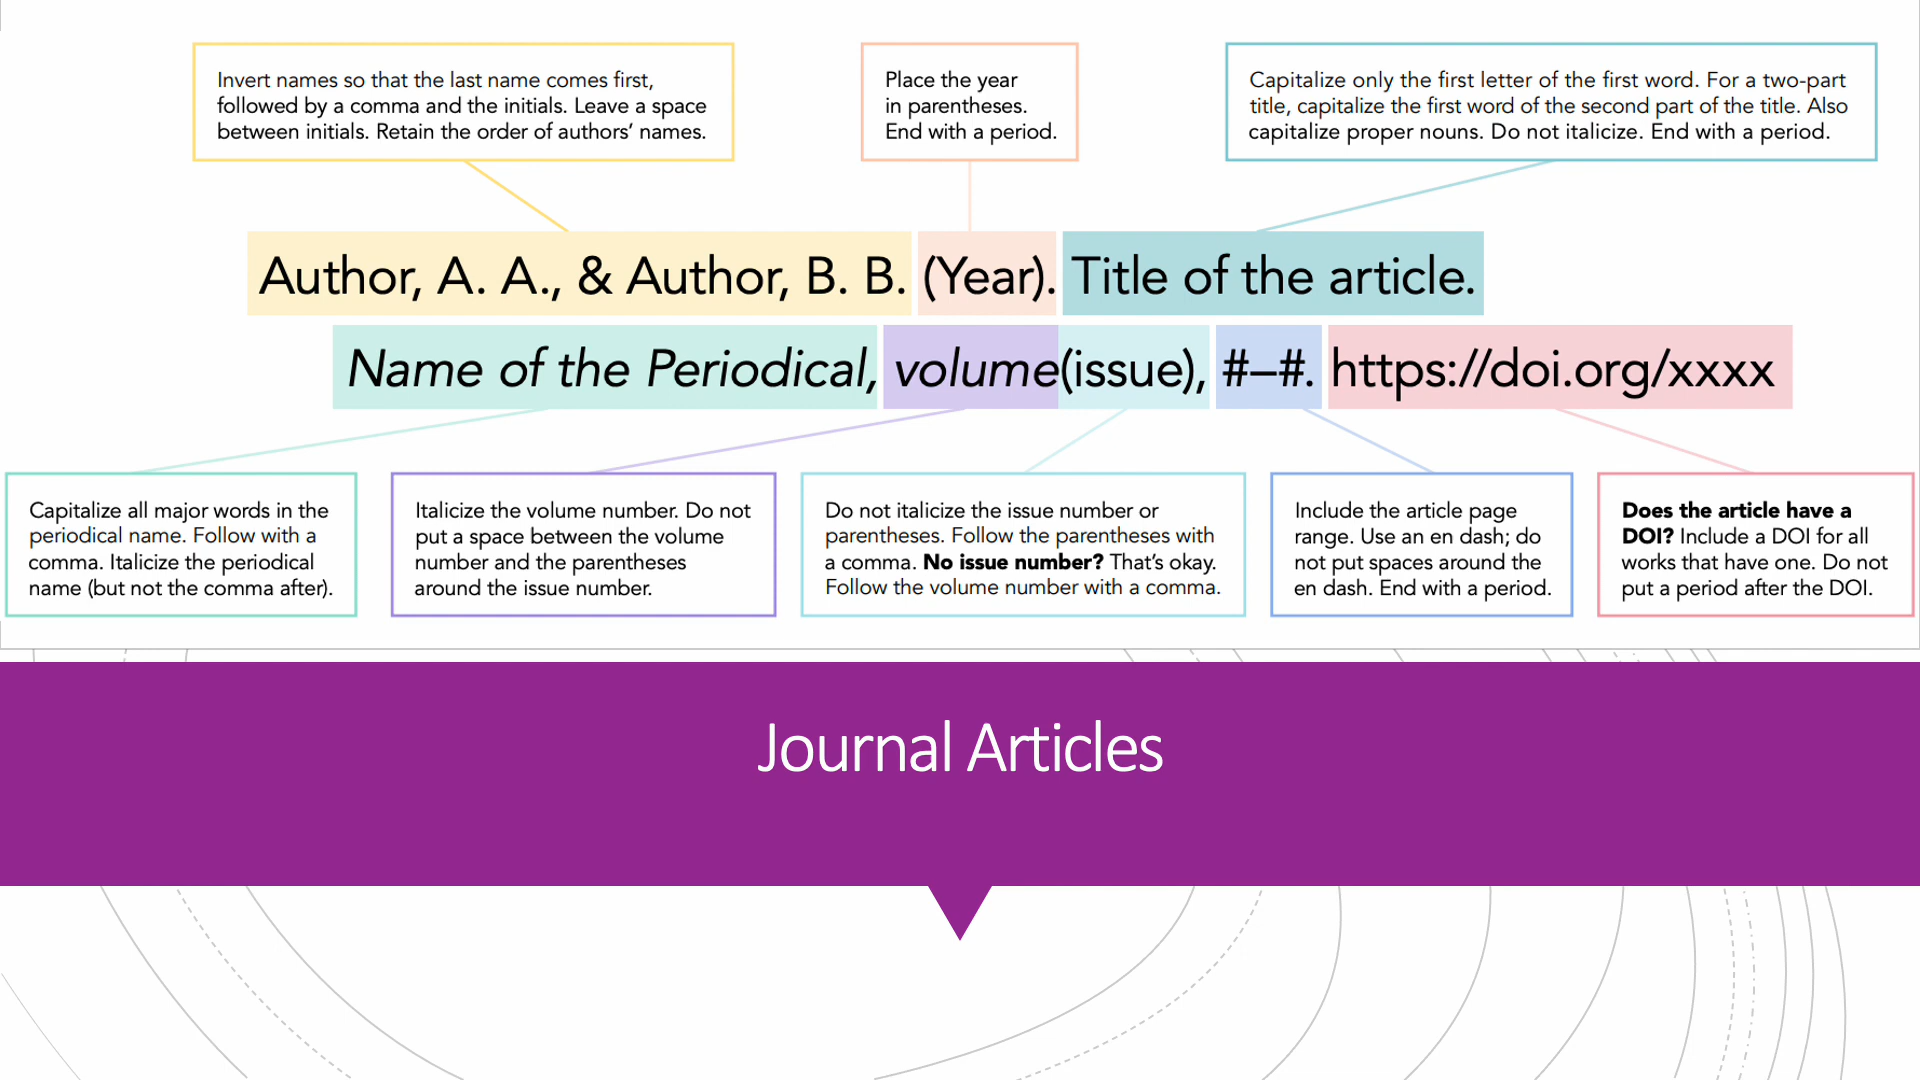 Invert names so that the last name comes first,
followed by a comma and the initials. Leave a space
between initials. Retain the order of authors’ names.
Place the year
in parentheses.
End with a period.
Capitalize only the first letter of the first word. For a two-part
title, capitalize the first word of the second part of the title. Also
capitalize proper nouns. Do not italicize. End with a period.
Author, A. A., & Author, B. B. (Year). Title of the article.
Name of the Periodical, volume(issue), #–#. https://doi.org/xxxx
Capitalize all major words in the
periodical name. Follow with a
comma. Italicize the periodical
name (but not the comma after).
Italicize the volume number. Do not
put a space between the volume
number and the parentheses
around the issue number.
Do not italicize the issue number or
parentheses. Follow the parentheses with
a comma. No issue number? That’s okay.
Follow the volume number with a comma.
Include the article page
range. Use an en dash; do
not put spaces around the
en dash. End with a period.
Does the article have a
DOI? Include a DOI for all
works that have one. Do not
put a period after the DOI.
Journal Articles